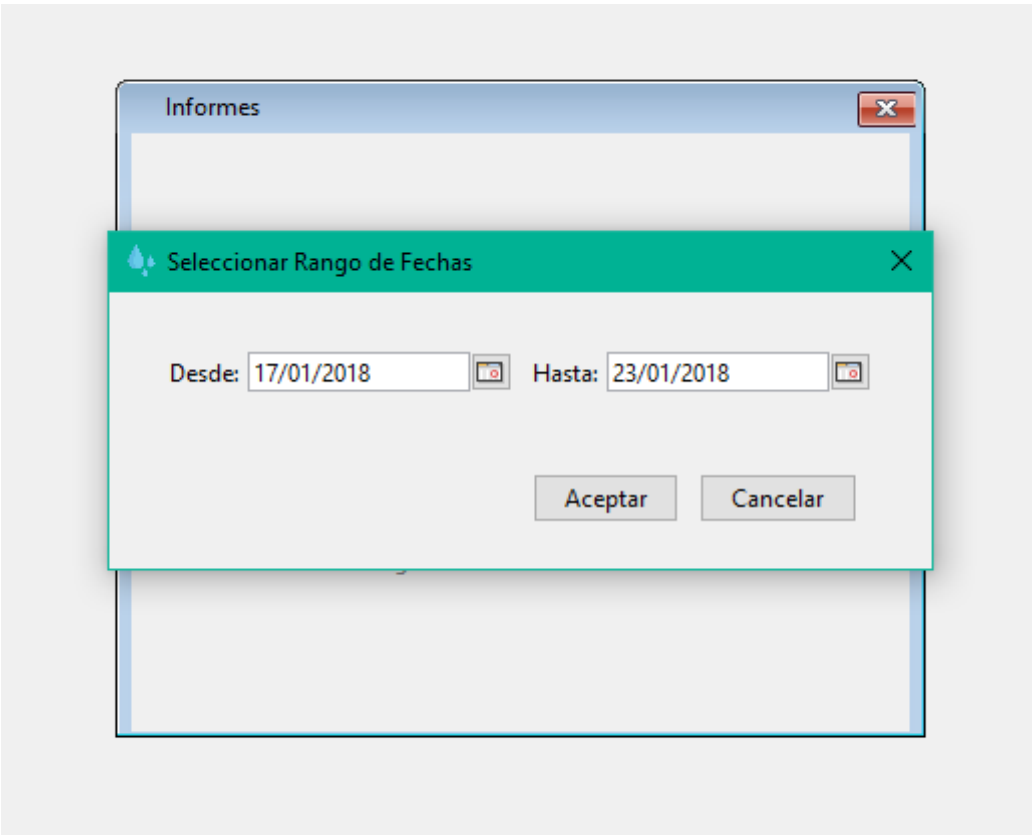 Informes
Seleccionar Rango de Fechas
Desde: 17/01/2018 Hasta: 23/01/2018
Aceptar Cancelar